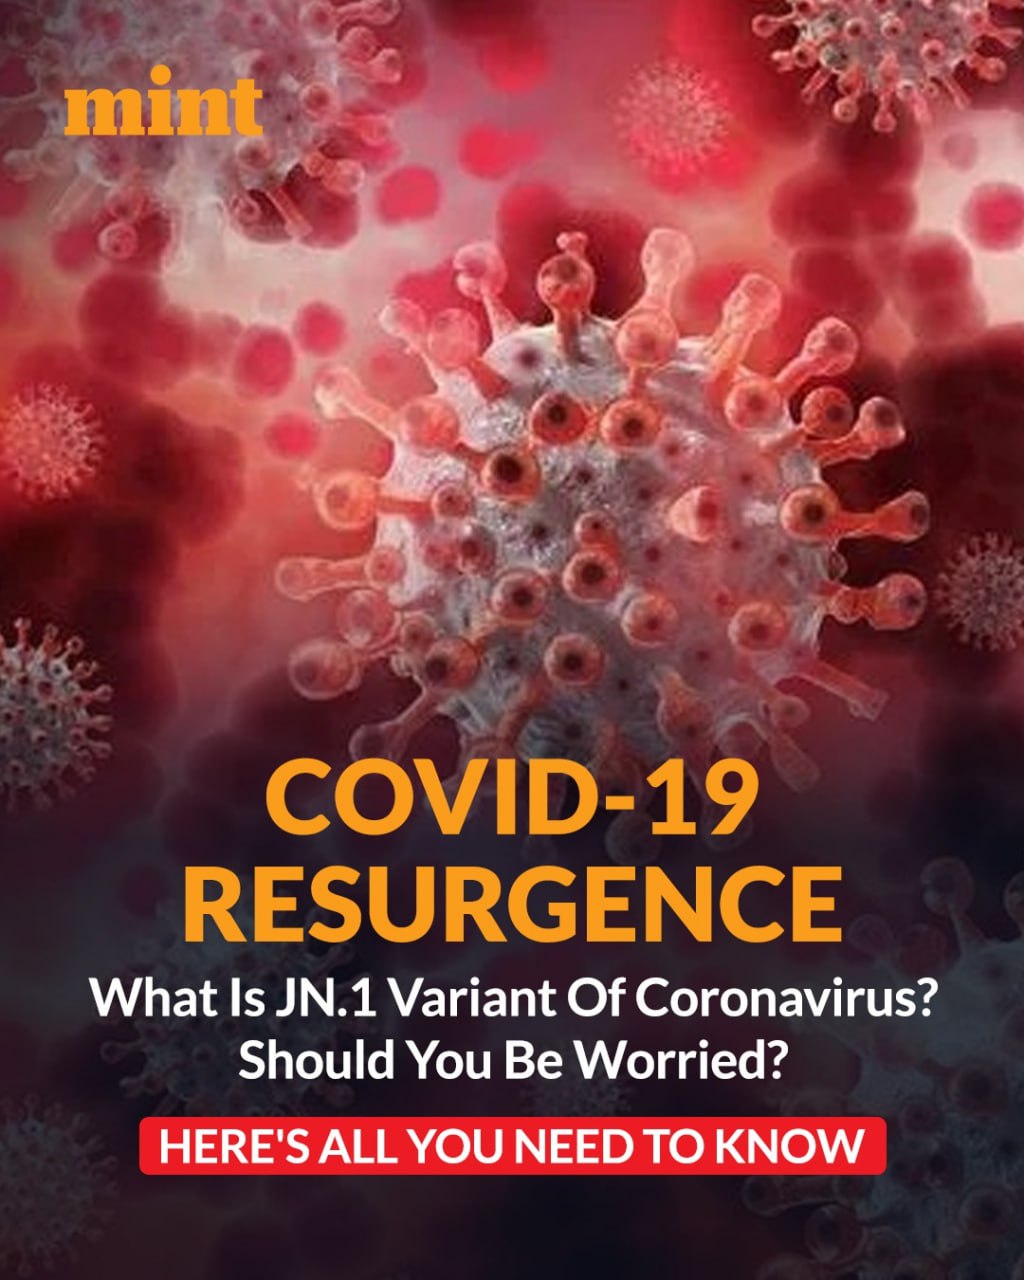 mint
COVID-19
RESURGENCE
What Is JN.1 Variant Of Coronavirus?
Should You Be Worried?
HERE'S ALL YOU NEED TO KNOW